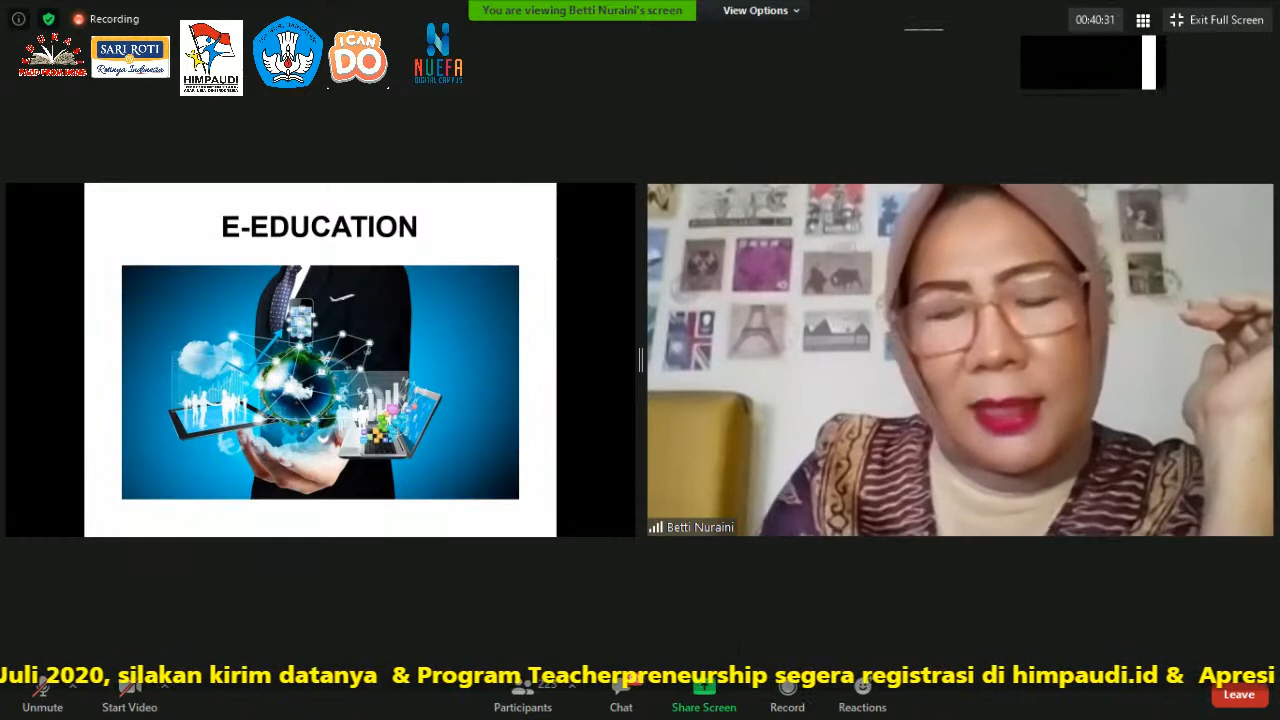 Recording
You are viewing Betti Nuraini's screen
View Options
00:40:31
Exit Full Screen
SARI ROTI
Rotinya Indonesia
HIMPAUDI
I CAN
DO
NUEFA
DIGITAL CAMPUS
E-EDUCATION
Betti Nuraini
Juli 2020, silakan kirim datanya & Program Teacherpreneurship segera registrasi di himpaudi.id & Apresi
Unmute
Start Video
Participants
223
Chat
Share Screen
Record
Reactions
Leave